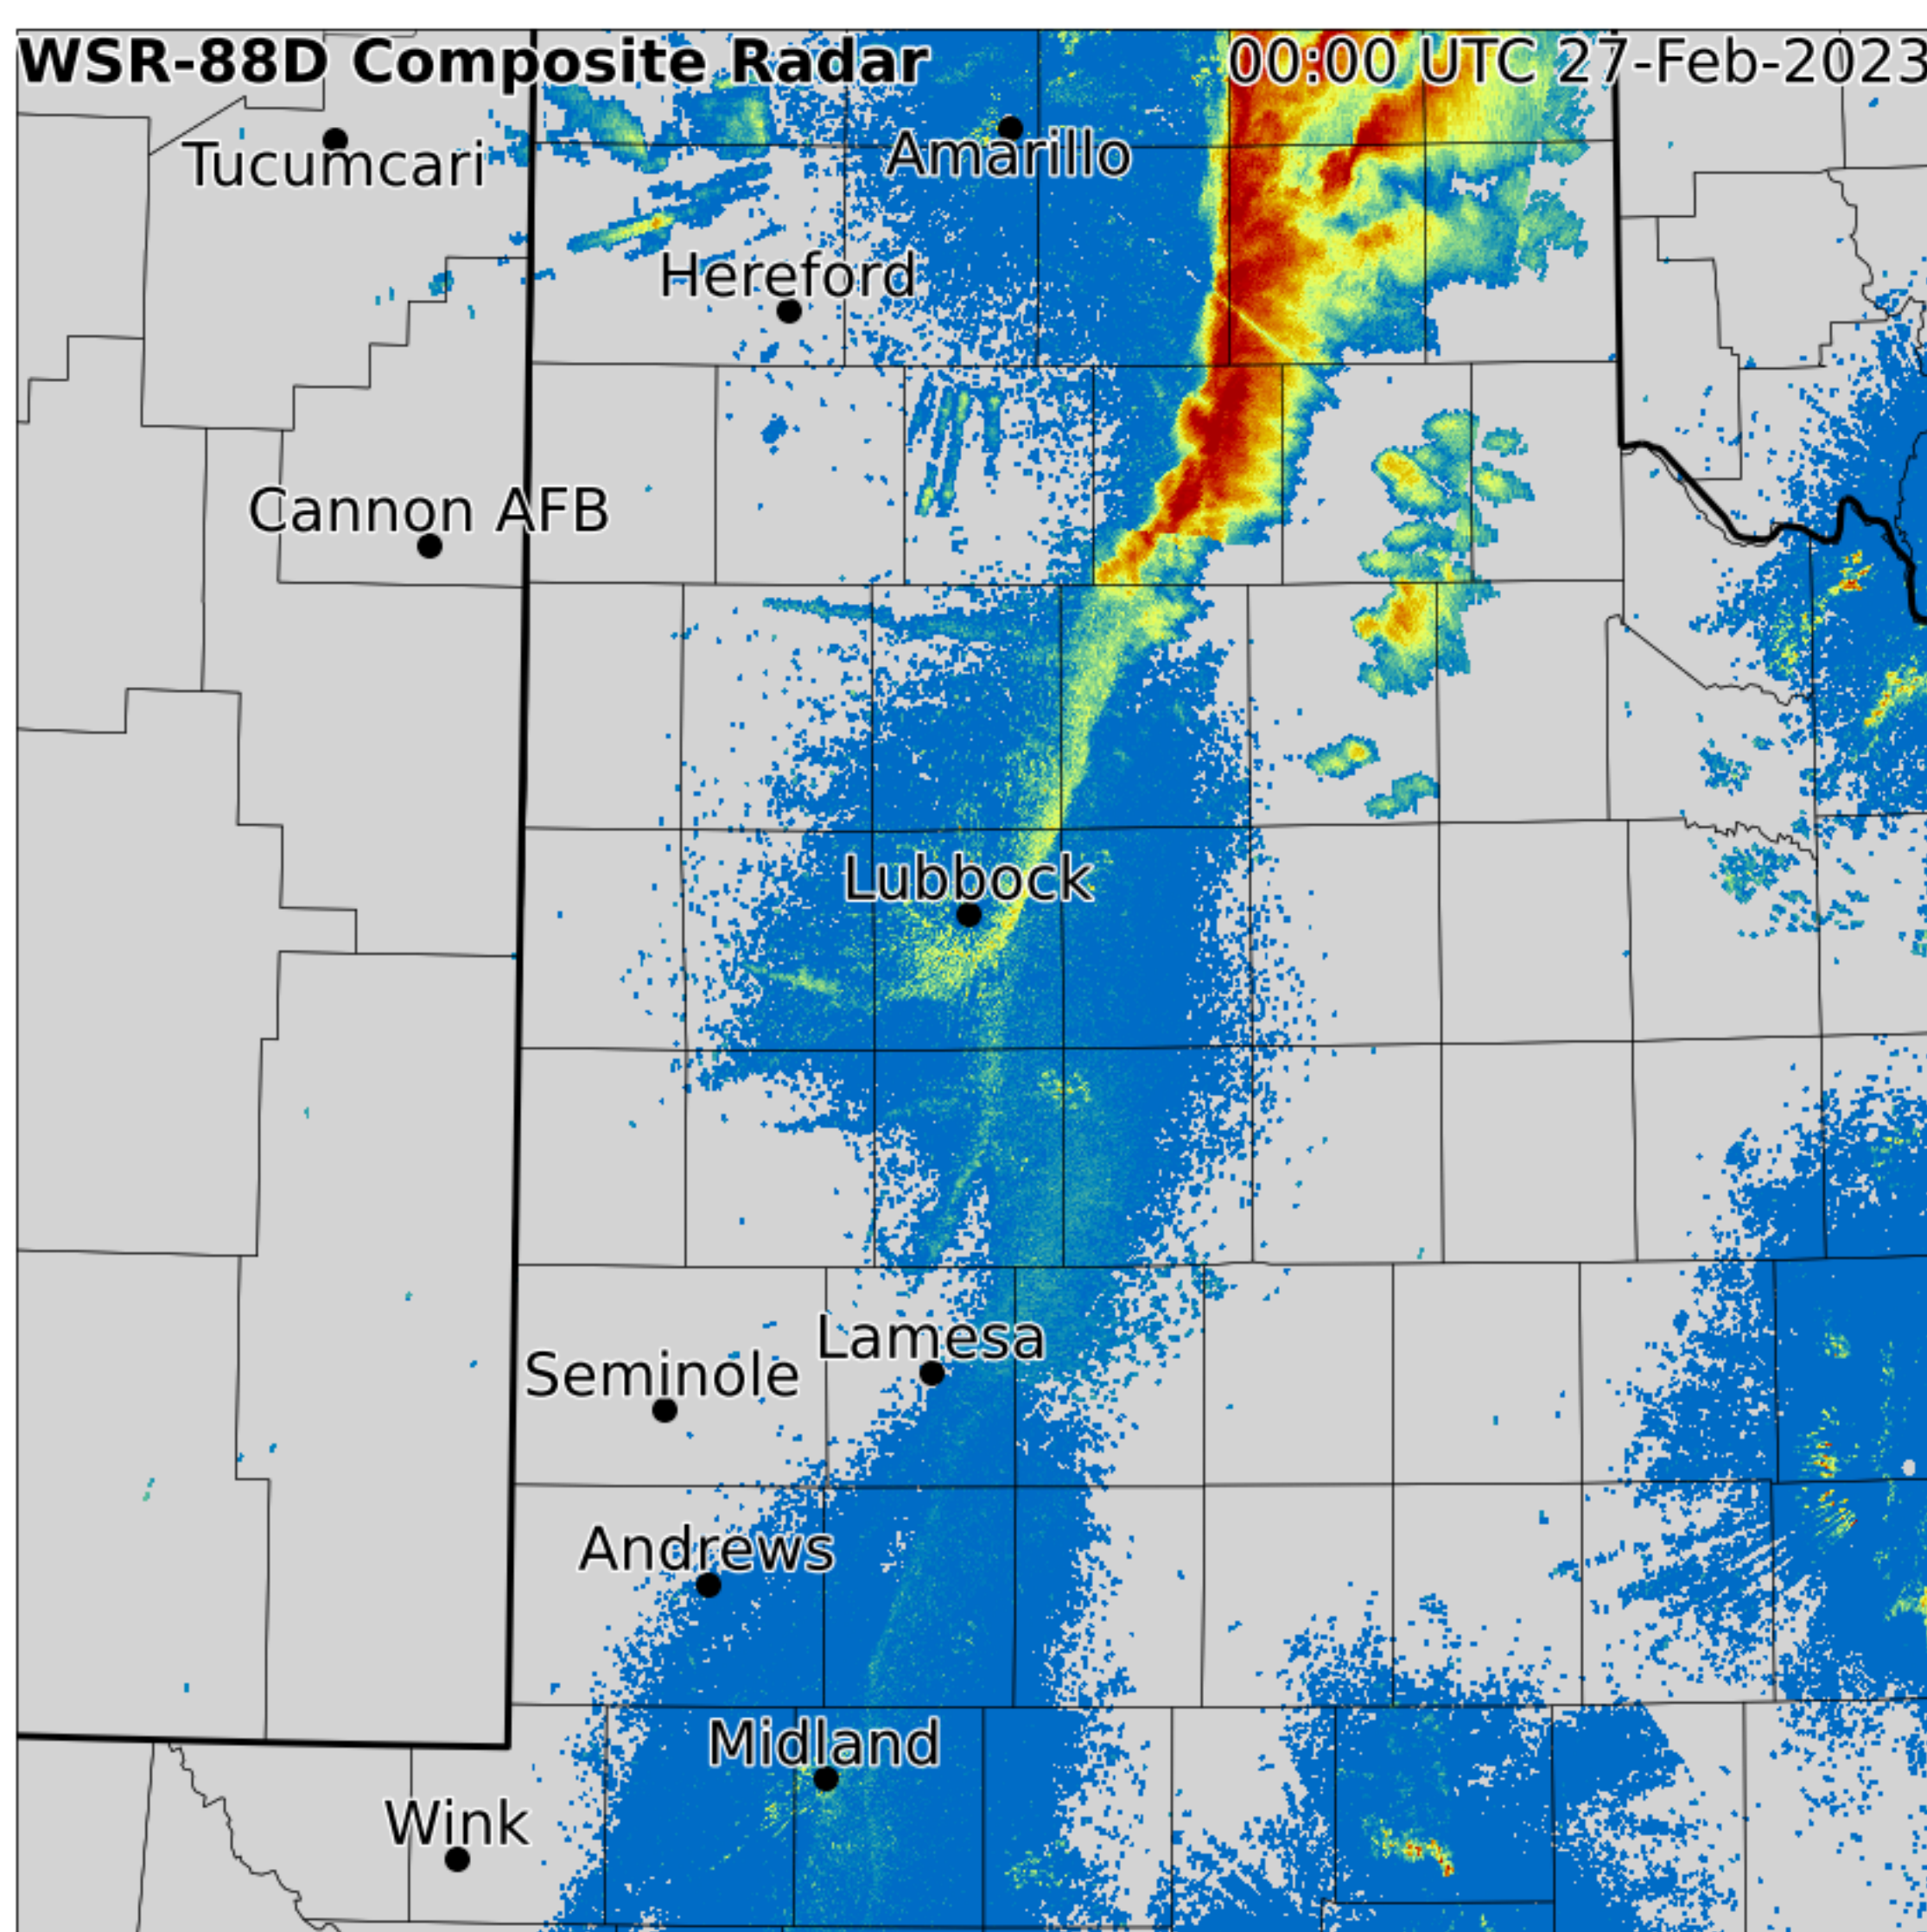 WSR-88D Composite Radar
00:00 UTC 27-Feb-2023
Tucumcari
Amarillo
Hereford
Cannon AFB
Lubbock
Lamesa
Seminole
Andrews
Midland
Wink